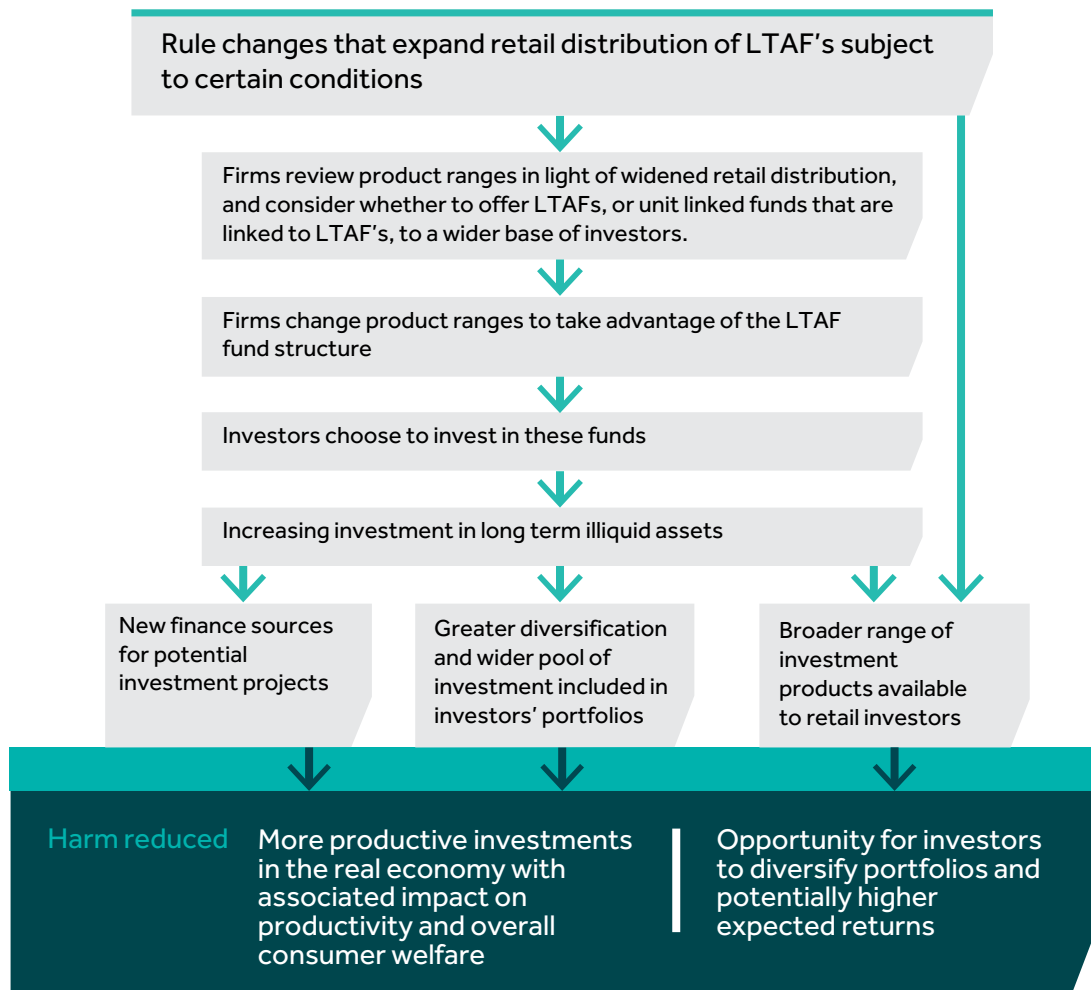 Rule changes that expand retail distribution of LTAF's subject
to certain conditions
Firms review product ranges in light of widened retail distribution,
and consider whether to offer LTAFs, or unit linked funds that are
linked to LTAF's, to a wider base of investors.
Firms change product ranges to take advantage of the LTAF
fund structure
Investors choose to invest in these funds
Increasing investment in long term illiquid assets
New finance sources
for potential
investment projects
Greater diversification
and wider pool of
investment included in
investors' portfolios
Broader range of
investment
products available
to retail investors
Harm reduced
More productive investments
in the real economy with
associated impact on
productivity and overall
consumer welfare
Opportunity for investors
to diversify portfolios and
potentially higher
expected returns